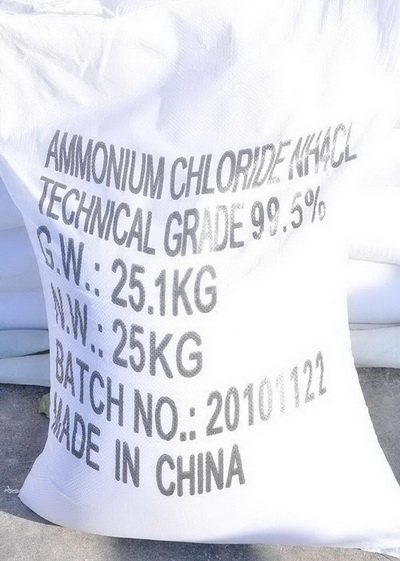 AMMONIUM CHLORIDE NH4CL
TECHNICAL GRADE 99.5%
G.W.: 25.1KG
N.W.: 25KG
BATCH NO.: 20101122
MADE IN CHINA